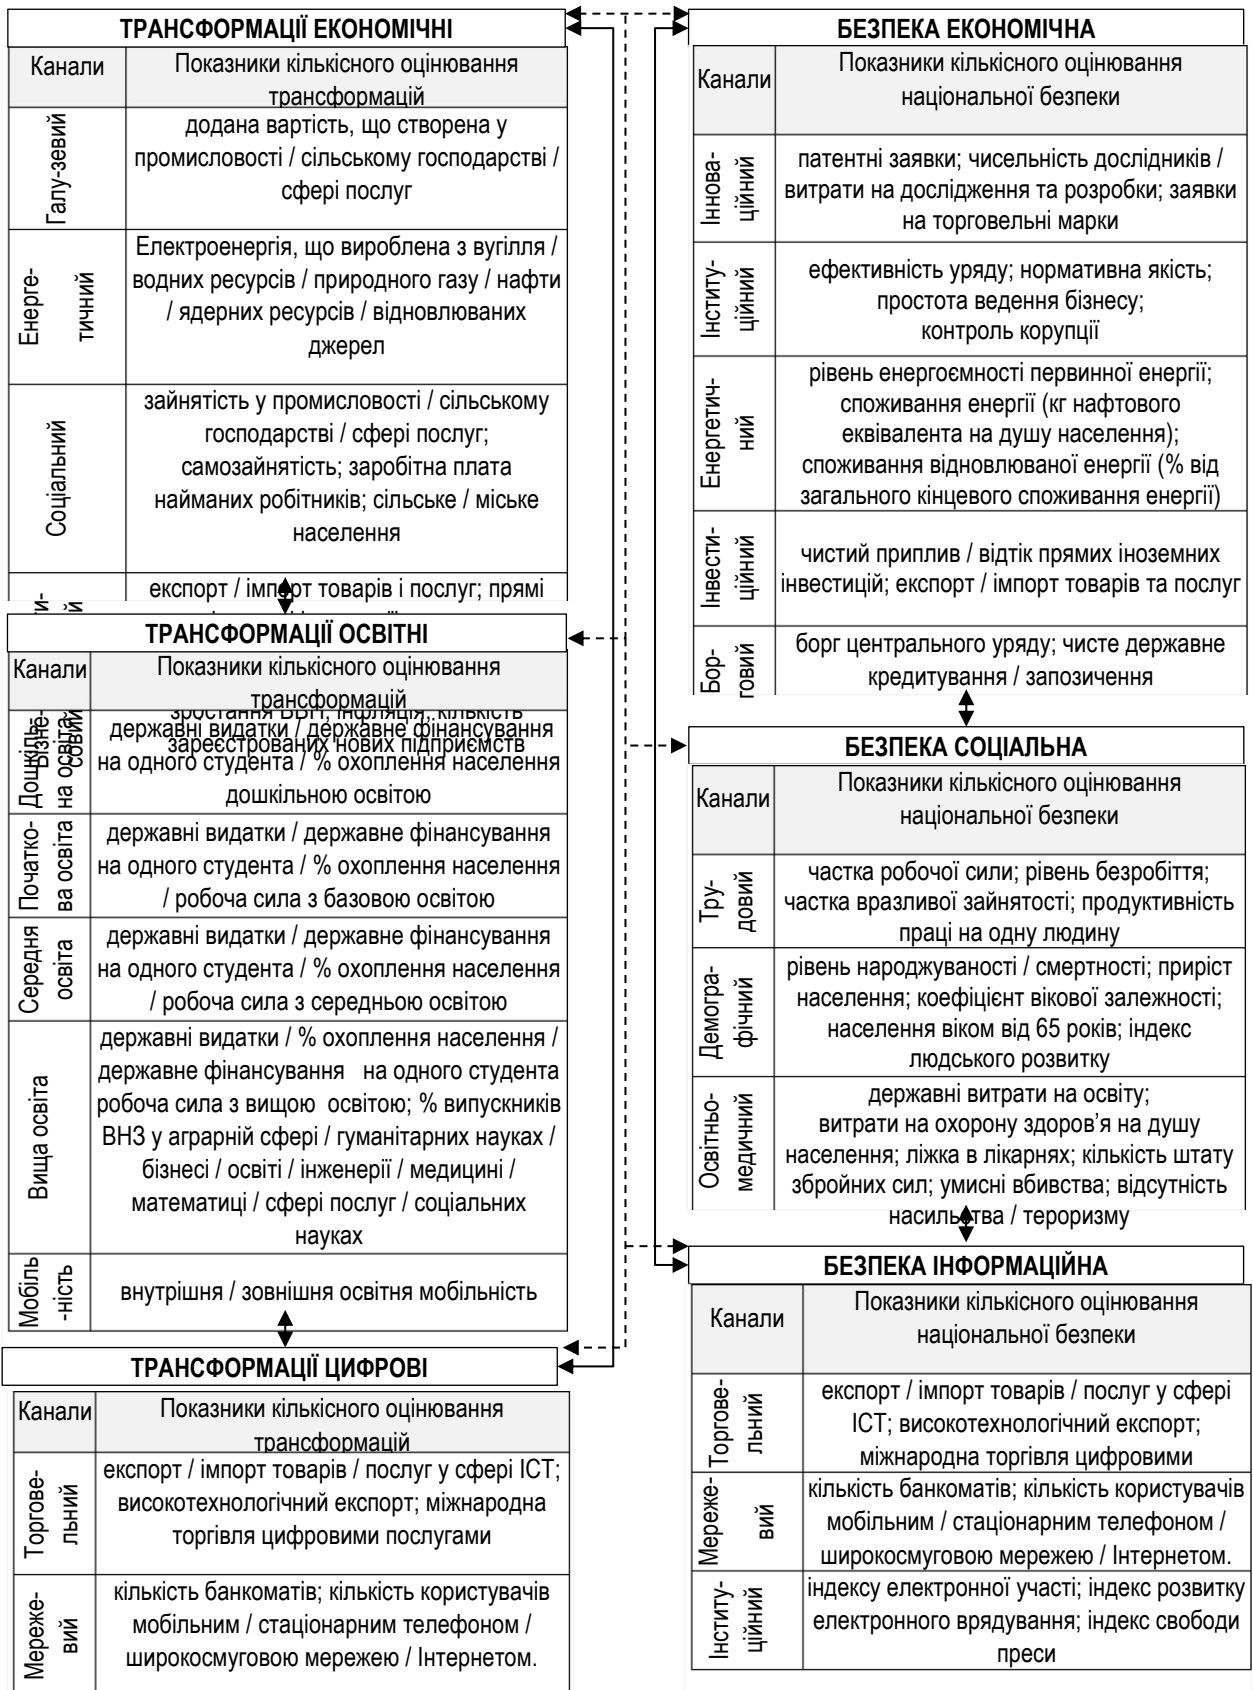 ТРАНСФОРМАЦІЇ ЕКОНОМІЧНІ
Канали
Показники кількісного оцінювання
трансформацій
Галу-зевий
додана вартість, що створена у
промисловості / сільському господарстві /
сфері послуг
Енерге-
тичний
Електроенергія, що вироблена з вугілля /
водних ресурсів / природного газу / нафти
/ ядерних ресурсів / відновлюваних
джерел
Соціальний
зайнятість у промисловості / сільському
господарстві / сфері послуг;
самозайнятість; заробітна плата
найманих робітників; сільське / міське
населення
експорт / імпорт товарів і послуг; прямі
ТРАНСФОРМАЦІЇ ОСВІТНІ
Канали
Показники кількісного оцінювання
трансформацій
Бізне-
совий
зростання ВВП; інфляція; кількість
зареєстрованих нових підприємств
Дошкіль-
на освіта
державні видатки / державне фінансування
на одного студента / % охоплення населення
дошкільною освітою
Початко-
ва освіта
державні видатки / державне фінансування
на одного студента / % охоплення населення
/ робоча сила з базовою освітою
Середня
освіта
державні видатки / державне фінансування
на одного студента / % охоплення населення
/ робоча сила з середньою освітою
Вища освіта
державні видатки / % охоплення населення /
державне фінансування на одного студента
робоча сила з вищою освітою; % випускників
ВНЗ у аграрній сфері / гуманітарних науках /
бізнесі / освіті / інженерії / медицині /
математиці / сфері послуг / соціальних
науках
Мобіль
-ність
внутрішня / зовнішня освітня мобільність
ТРАНСФОРМАЦІЇ ЦИФРОВІ
Канали
Показники кількісного оцінювання
трансформацій
Торгове-
льний
експорт / імпорт товарів / послуг у сфері ICT;
високотехнологічний експорт; міжнародна
торгівля цифровими послугами
Мереже-
вий
кількість банкоматів; кількість користувачів
мобільним / стаціонарним телефоном /
широкосмуговою мережею / Інтернетом.
БЕЗПЕКА ЕКОНОМІЧНА
Канали
Показники кількісного оцінювання
національної безпеки
Іннова-
ційний
патентні заявки; чисельність дослідників /
витрати на дослідження та розробки; заявки
на торговельні марки
Інститу-
ційний
ефективність уряду; нормативна якість;
простота ведення бізнесу;
контроль корупції
Енергетич-
ний
рівень енергоємності первинної енергії;
споживання енергії (кг нафтового
еквівалента на душу населення);
споживання відновлюваної енергії (% від
загального кінцевого споживання енергії)
Інвести-
ційний
чистий приплив / відтік прямих іноземних
інвестицій; експорт / імпорт товарів та послуг
Бор-
говий
борг центрального уряду; чисте державне
кредитування / запозичення
БЕЗПЕКА СОЦІАЛЬНА
Канали
Показники кількісного оцінювання
національної безпеки
Тру-
довий
частка робочої сили; рівень безробіття;
частка вразливої зайнятості; продуктивність
праці на одну людину
Демогра-
фічний
рівень народжуваності / смертності; приріст
населення; коефіцієнт вікової залежності;
населення віком від 65 років; індекс
людського розвитку
Освітньо-
медичний
державні витрати на освіту;
витрати на охорону здоров’я на душу
населення; ліжка в лікарнях; кількість штату
збройних сил; умисні вбивства; відсутність
насильства / тероризму
БЕЗПЕКА ІНФОРМАЦІЙНА
Канали
Показники кількісного оцінювання
національної безпеки
Торгове-
льний
експорт / імпорт товарів / послуг у сфері
ICT; високотехнологічний експорт;
міжнародна торгівля цифровими
Мереже-
вий
кількість банкоматів; кількість користувачів
мобільним / стаціонарним телефоном /
широкосмуговою мережею / Інтернетом.
Інститу-
ційний
індексу електронної участі; індекс розвитку
електронного врядування; індекс свободи
преси